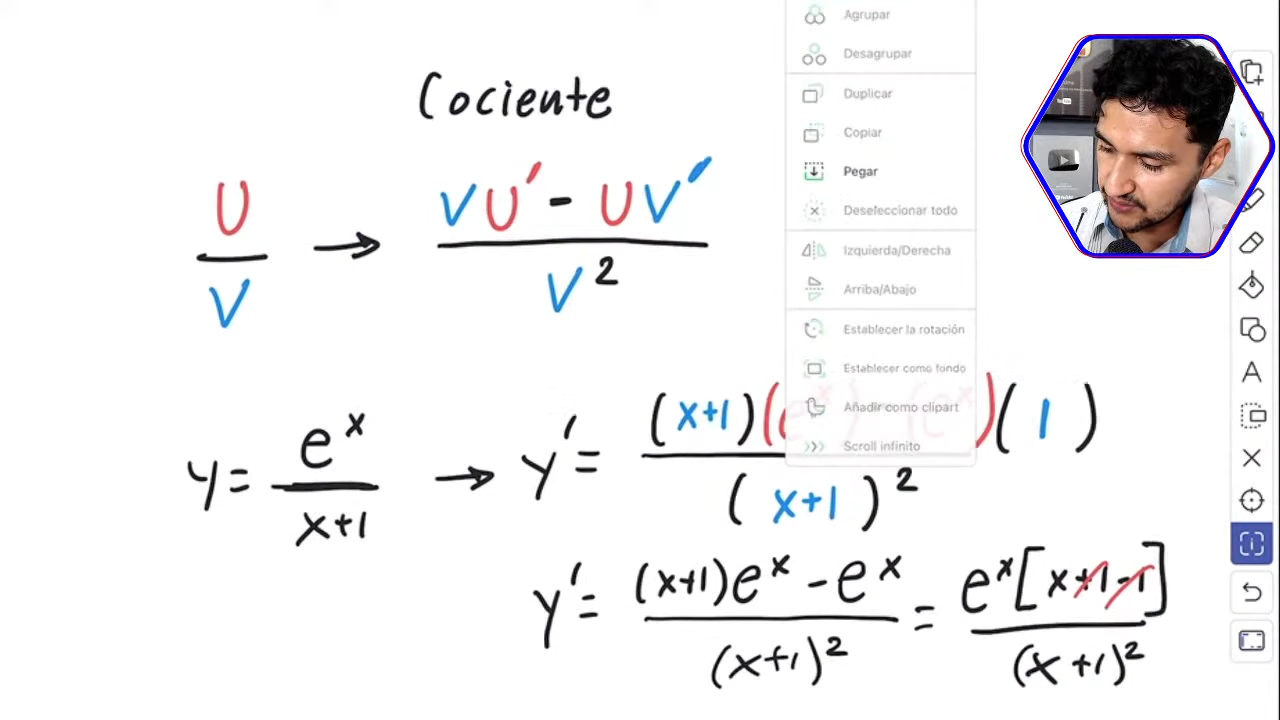 Cociente
U/V → (VU' - UV')/V²
Agrupar
Desagrupar
Duplicar
Copiar
Pegar
Deseleccionar todo
Izquierda/Derecha
Arriba/Abajo
Establecer la rotación
Establecer como fondo
Añadir como clipart
Scroll infinito
y = eˣ/(x+1) → y' = ((x+1)(eˣ) - (eˣ)(1))/(x+1)²
y' = ((x+1)eˣ - eˣ)/(x+1)² = eˣ[x+1-1]/(x+1)²
A